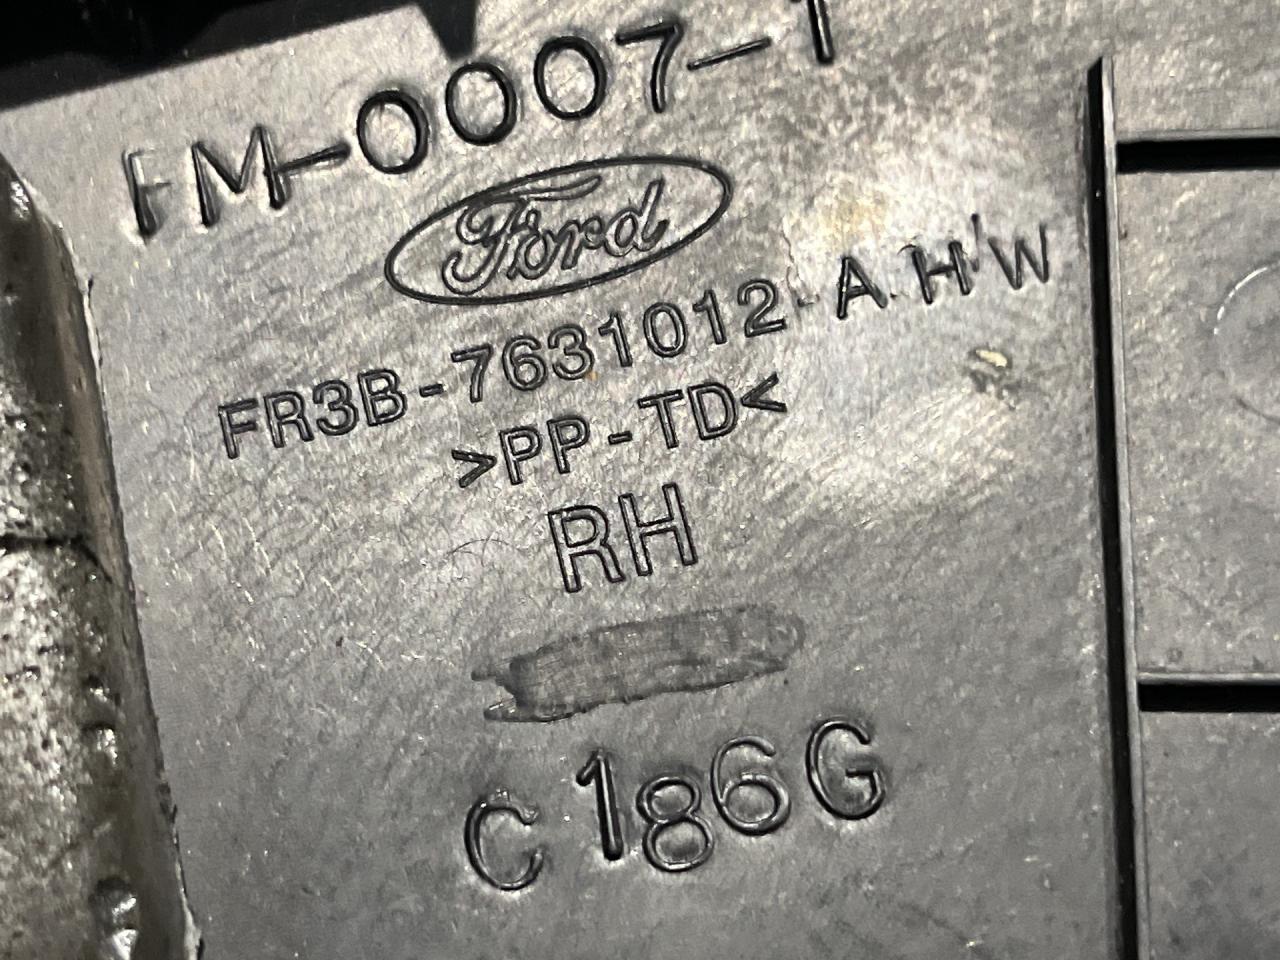 FM-0007-1
Ford
FR3B-7631012-AHW
>PP-TD<
RH
C186G